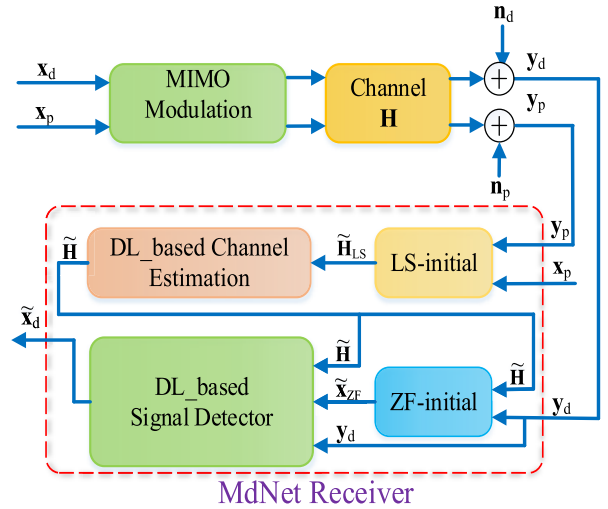 n_d
x_d
MIMO
Modulation
x_p
Channel
H
y_d
y_p
n_p
H̃
DL_based Channel
Estimation
H̃_LS
LS-initial
y_p
x_p
x̃_d
DL_based
Signal Detector
H̃
x̃_ZF
y_d
ZF-initial
H̃
y_d
MdNet Receiver